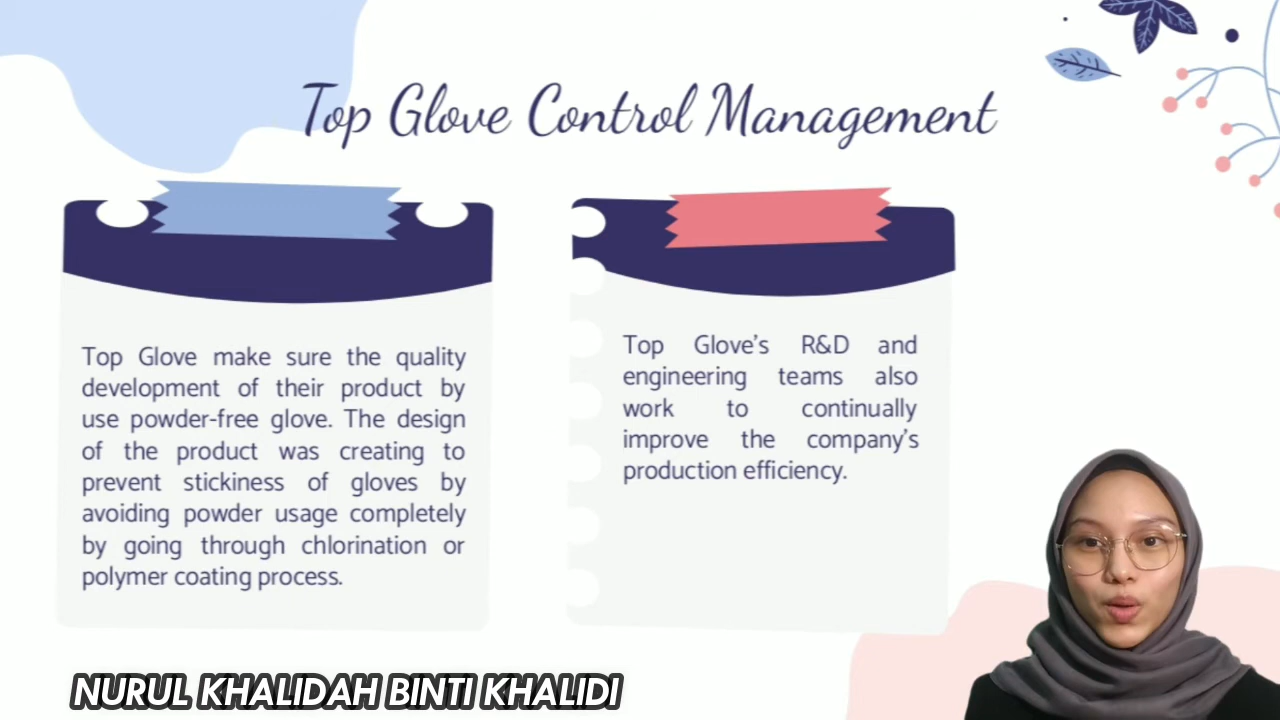 Top Glove Control Management
Top Glove make sure the quality
development of their product by
use powder-free glove. The design
of the product was creating to
prevent stickiness of gloves by
avoiding powder usage completely
by going through chlorination or
polymer coating process.
Top Glove's R&D and
engineering teams also
work to continually
improve the company's
production efficiency.
NURUL KHALIDAH BINTI KHALIDI